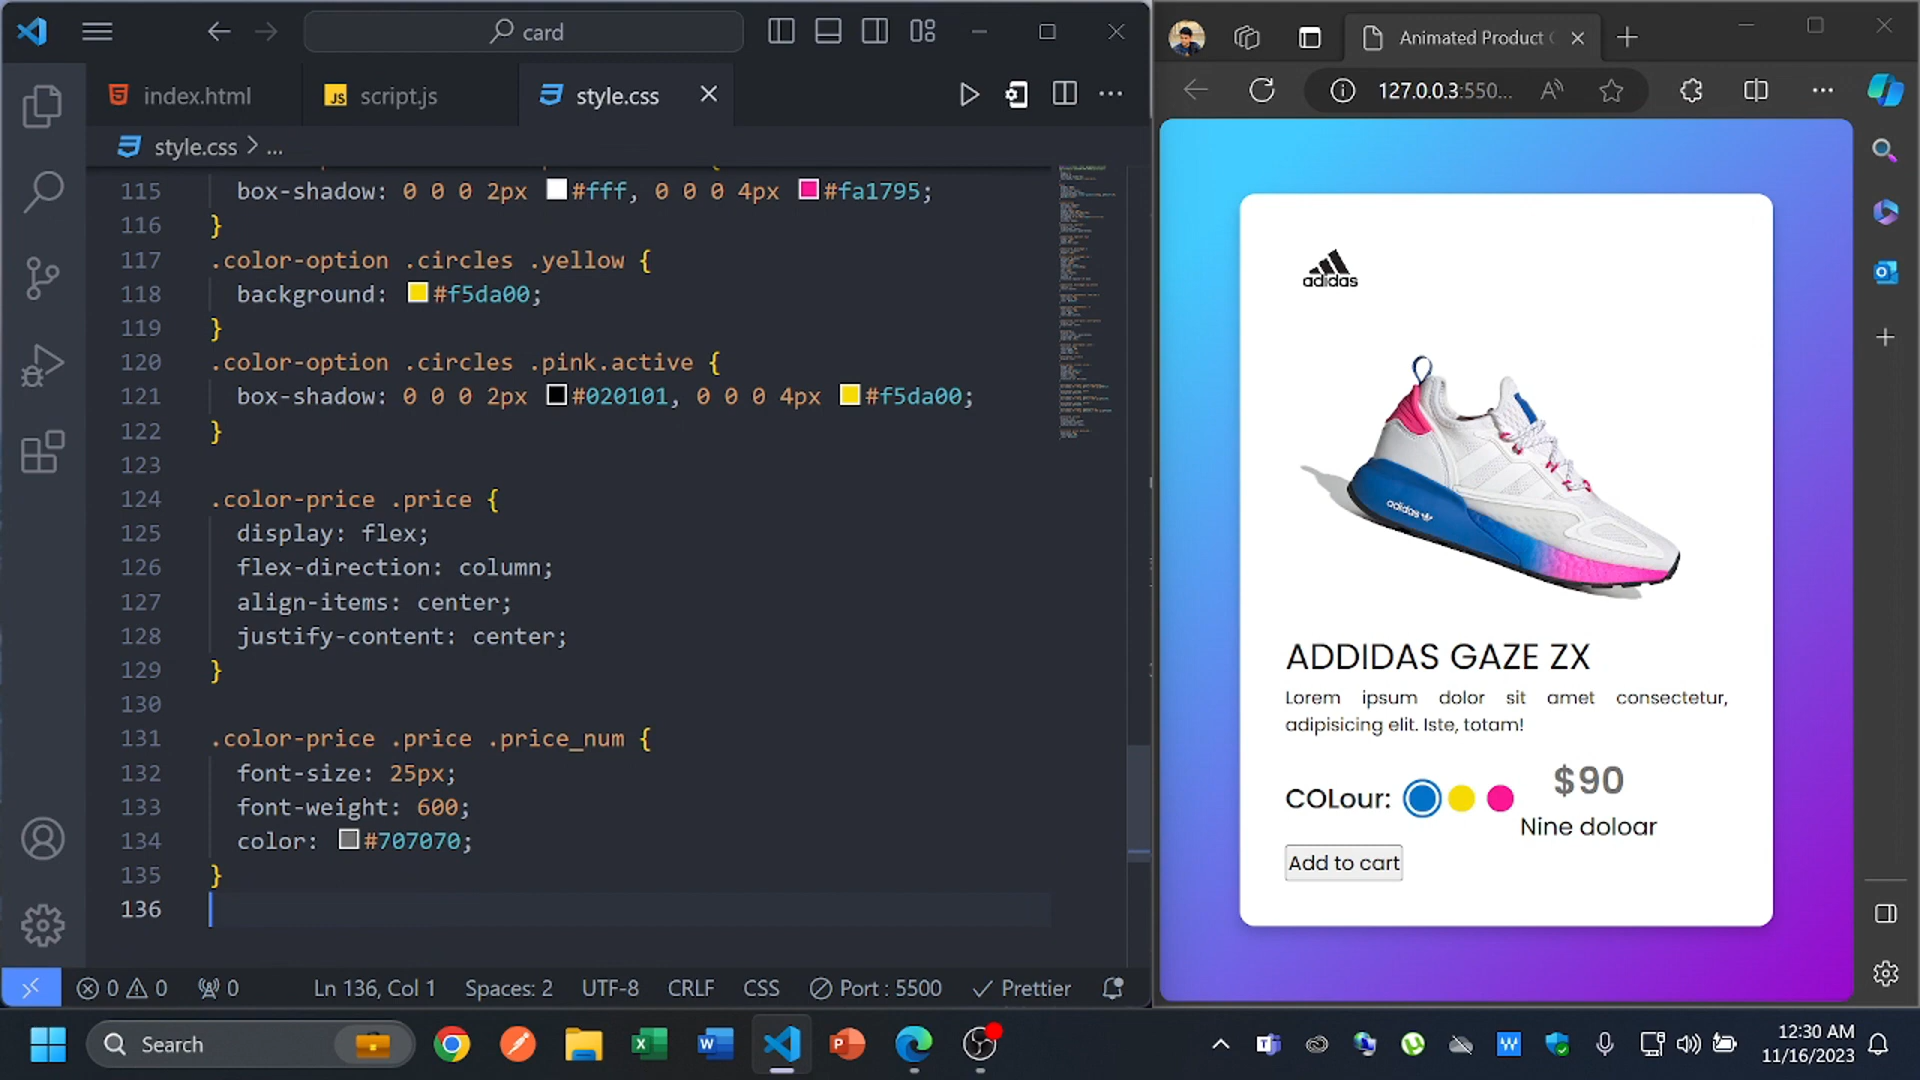 card
index.html
script.js
style.css
style.css > ...
115 box-shadow: 0 0 0 2px #fff, 0 0 0 4px #fa1795;
116 }
117 .color-option .circles .yellow {
118 background: #f5da00;
119 }
120 .color-option .circles .pink.active {
121 box-shadow: 0 0 0 2px #020101, 0 0 0 4px #f5da00;
122 }
123
124 .color-price .price {
125 display: flex;
126 flex-direction: column;
127 align-items: center;
128 justify-content: center;
129 }
130
131 .color-price .price .price_num {
132 font-size: 25px;
133 font-weight: 600;
134 color: #707070;
135 }
136
0 0 0 Ln 136, Col 1 Spaces: 2 UTF-8 CRLF CSS Port : 5500 Prettier
Animated Product
127.0.0.3:550...
adidas
adidas
ADDIDAS GAZE ZX
Lorem ipsum dolor sit amet consectetur,
adipisicing elit. Iste, totam!
COLour:
$90
Nine doloar
Add to cart
Search
12:30 AM
11/16/2023